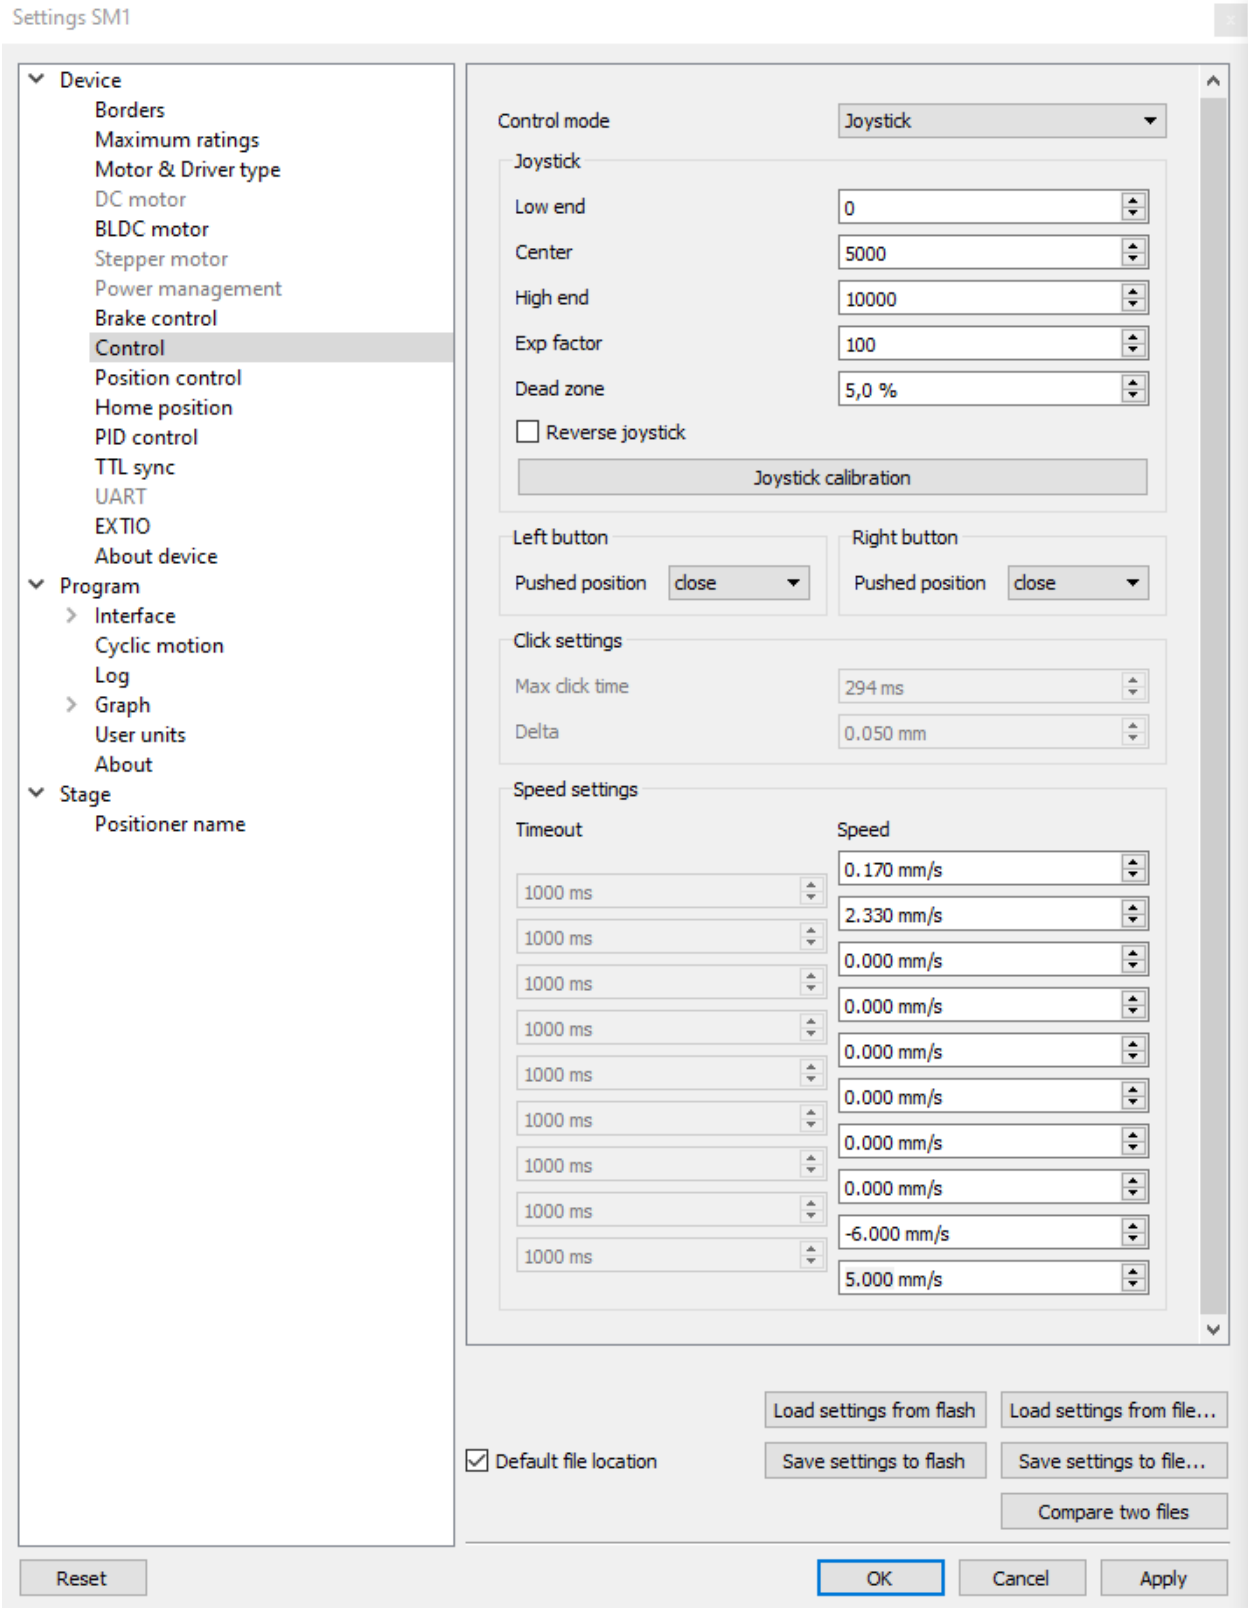 Settings SM1
x
Device
Borders
Maximum ratings
Motor & Driver type
DC motor
BLDC motor
Stepper motor
Power management
Brake control
Control
Position control
Home position
PID control
TTL sync
UART
EXTIO
About device
Program
Interface
Cyclic motion
Log
Graph
User units
About
Stage
Positioner name
Control mode Joystick
Joystick
Low end 0
Center 5000
High end 10000
Exp factor 100
Dead zone 5,0 %
Reverse joystick
Joystick calibration
Left button Right button
Pushed position close Pushed position close
Click settings
Max click time 294 ms
Delta 0.050 mm
Speed settings
Timeout Speed
0.170 mm/s
1000 ms
2.330 mm/s
1000 ms
0.000 mm/s
1000 ms
0.000 mm/s
1000 ms
0.000 mm/s
1000 ms
0.000 mm/s
1000 ms
0.000 mm/s
1000 ms
0.000 mm/s
1000 ms
-6.000 mm/s
1000 ms
5.000 mm/s
Load settings from flash Load settings from file...
Default file location Save settings to flash Save settings to file...
Compare two files
Reset OK Cancel Apply